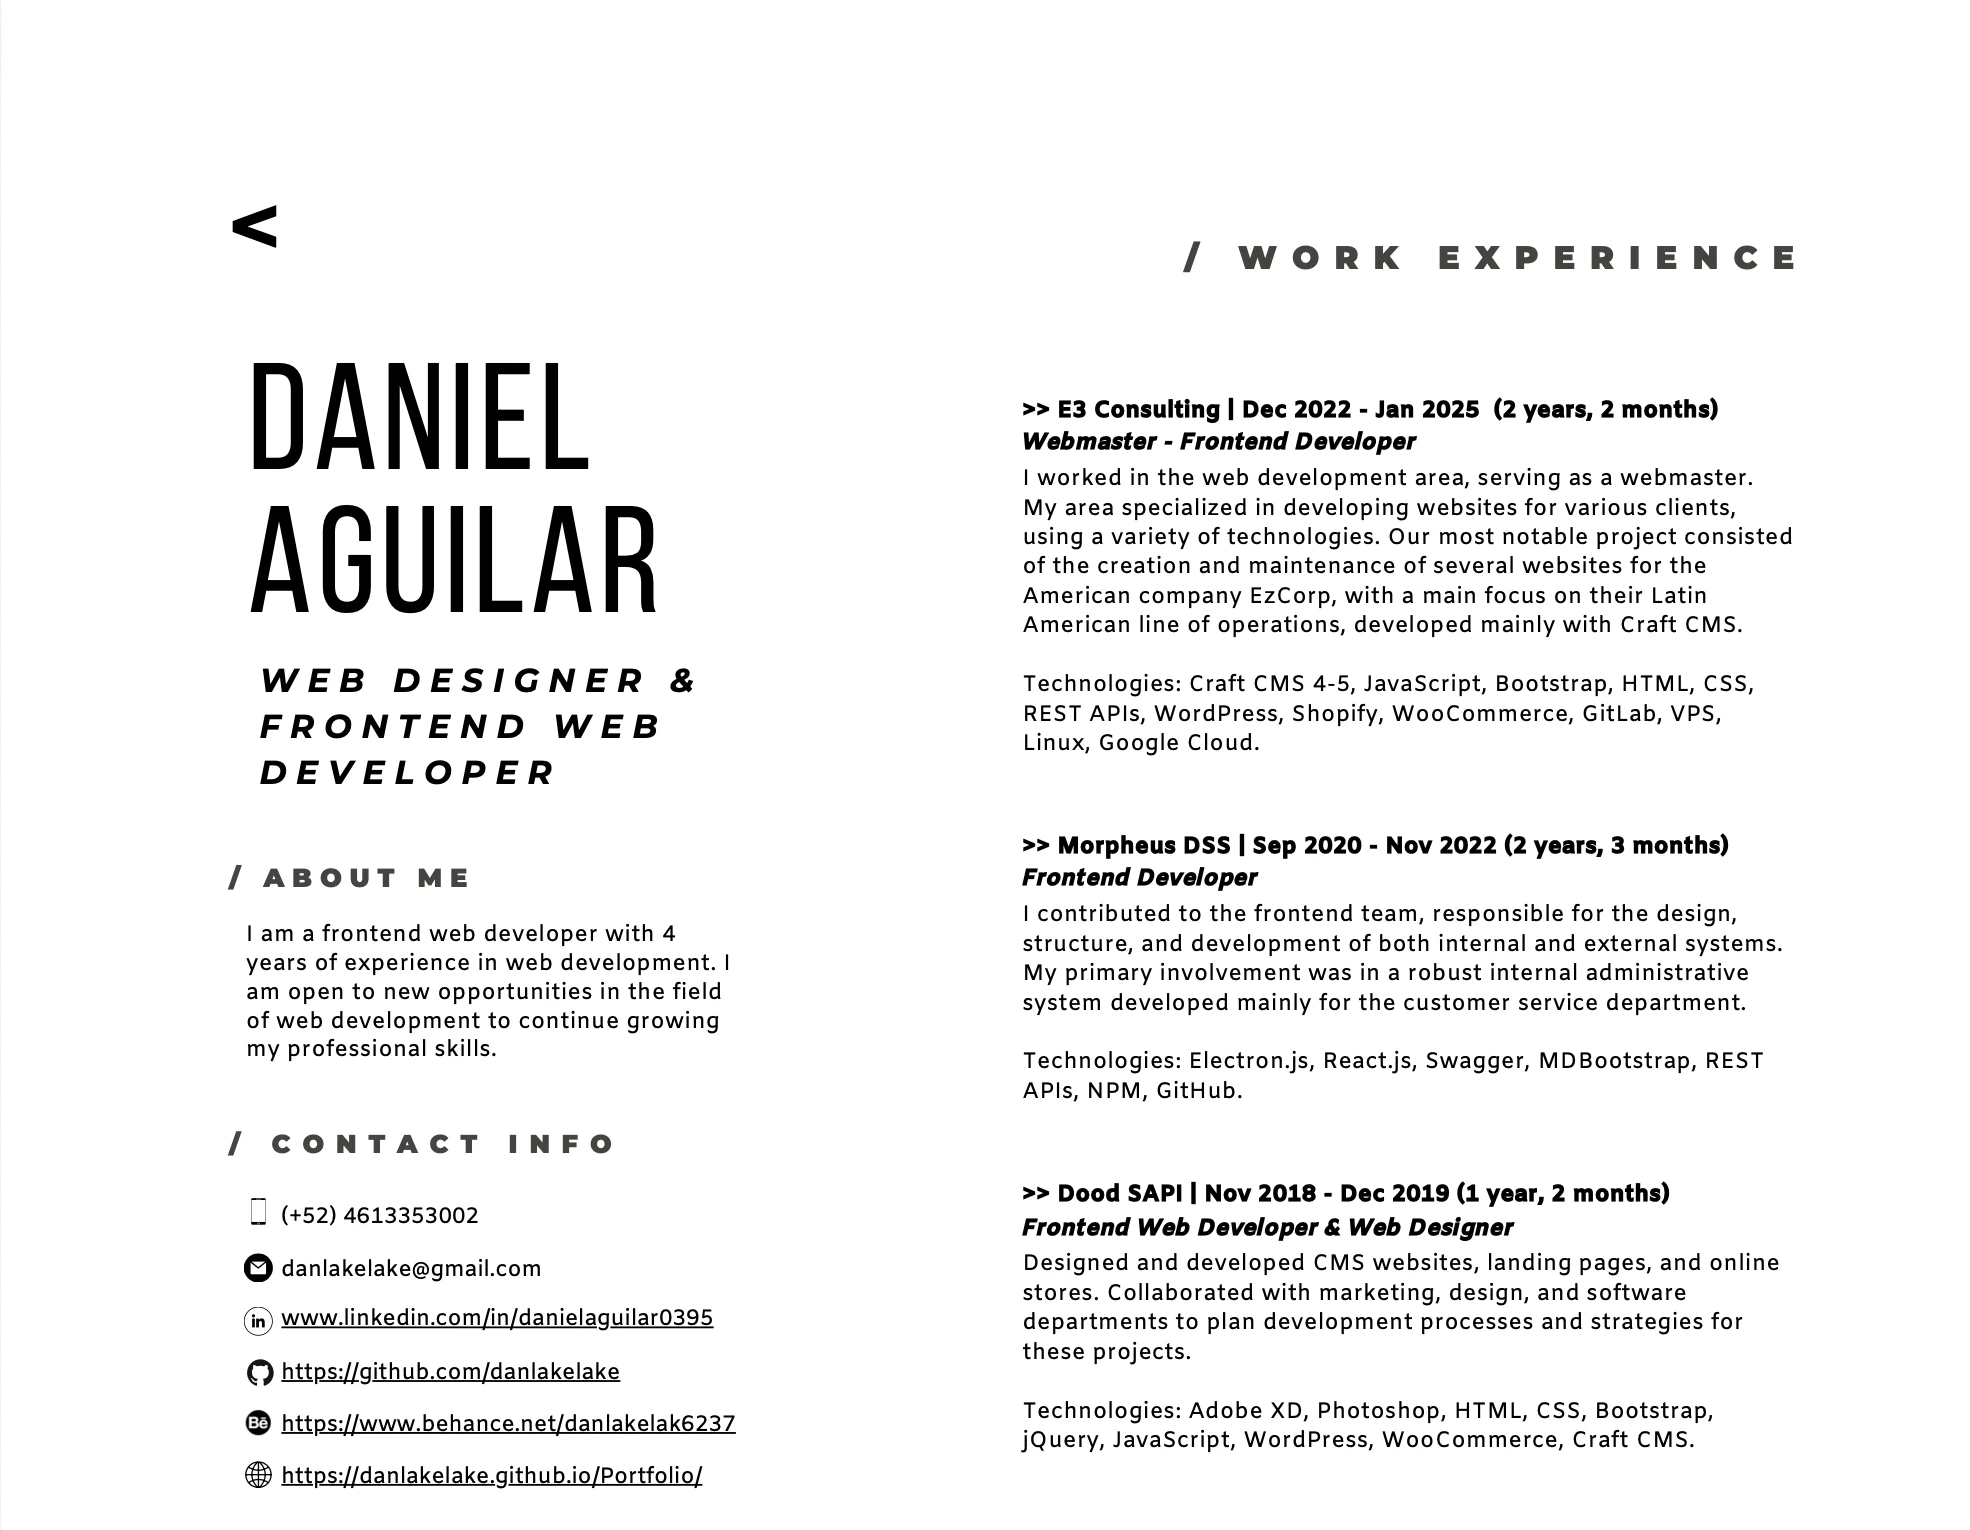 <
DANIEL
AGUILAR
WEB DESIGNER &
FRONTEND WEB
DEVELOPER
/ ABOUT ME
I am a frontend web developer with 4
years of experience in web development. I
am open to new opportunities in the field
of web development to continue growing
my professional skills.
/ CONTACT INFO
(+52) 4613353002
danlakelake@gmail.com
in www.linkedin.com/in/danielaguilar0395
https://github.com/danlakelake
Bē https://www.behance.net/danlakelak6237
https://danlakelake.github.io/Portfolio/
/ WORK EXPERIENCE
>> E3 Consulting | Dec 2022 - Jan 2025 (2 years, 2 months)
Webmaster - Frontend Developer
I worked in the web development area, serving as a webmaster.
My area specialized in developing websites for various clients,
using a variety of technologies. Our most notable project consisted
of the creation and maintenance of several websites for the
American company EzCorp, with a main focus on their Latin
American line of operations, developed mainly with Craft CMS.
Technologies: Craft CMS 4-5, JavaScript, Bootstrap, HTML, CSS,
REST APIs, WordPress, Shopify, WooCommerce, GitLab, VPS,
Linux, Google Cloud.
>> Morpheus DSS | Sep 2020 - Nov 2022 (2 years, 3 months)
Frontend Developer
I contributed to the frontend team, responsible for the design,
structure, and development of both internal and external systems.
My primary involvement was in a robust internal administrative
system developed mainly for the customer service department.
Technologies: Electron.js, React.js, Swagger, MDBootstrap, REST
APIs, NPM, GitHub.
>> Dood SAPI | Nov 2018 - Dec 2019 (1 year, 2 months)
Frontend Web Developer & Web Designer
Designed and developed CMS websites, landing pages, and online
stores. Collaborated with marketing, design, and software
departments to plan development processes and strategies for
these projects.
Technologies: Adobe XD, Photoshop, HTML, CSS, Bootstrap,
jQuery, JavaScript, WordPress, WooCommerce, Craft CMS.